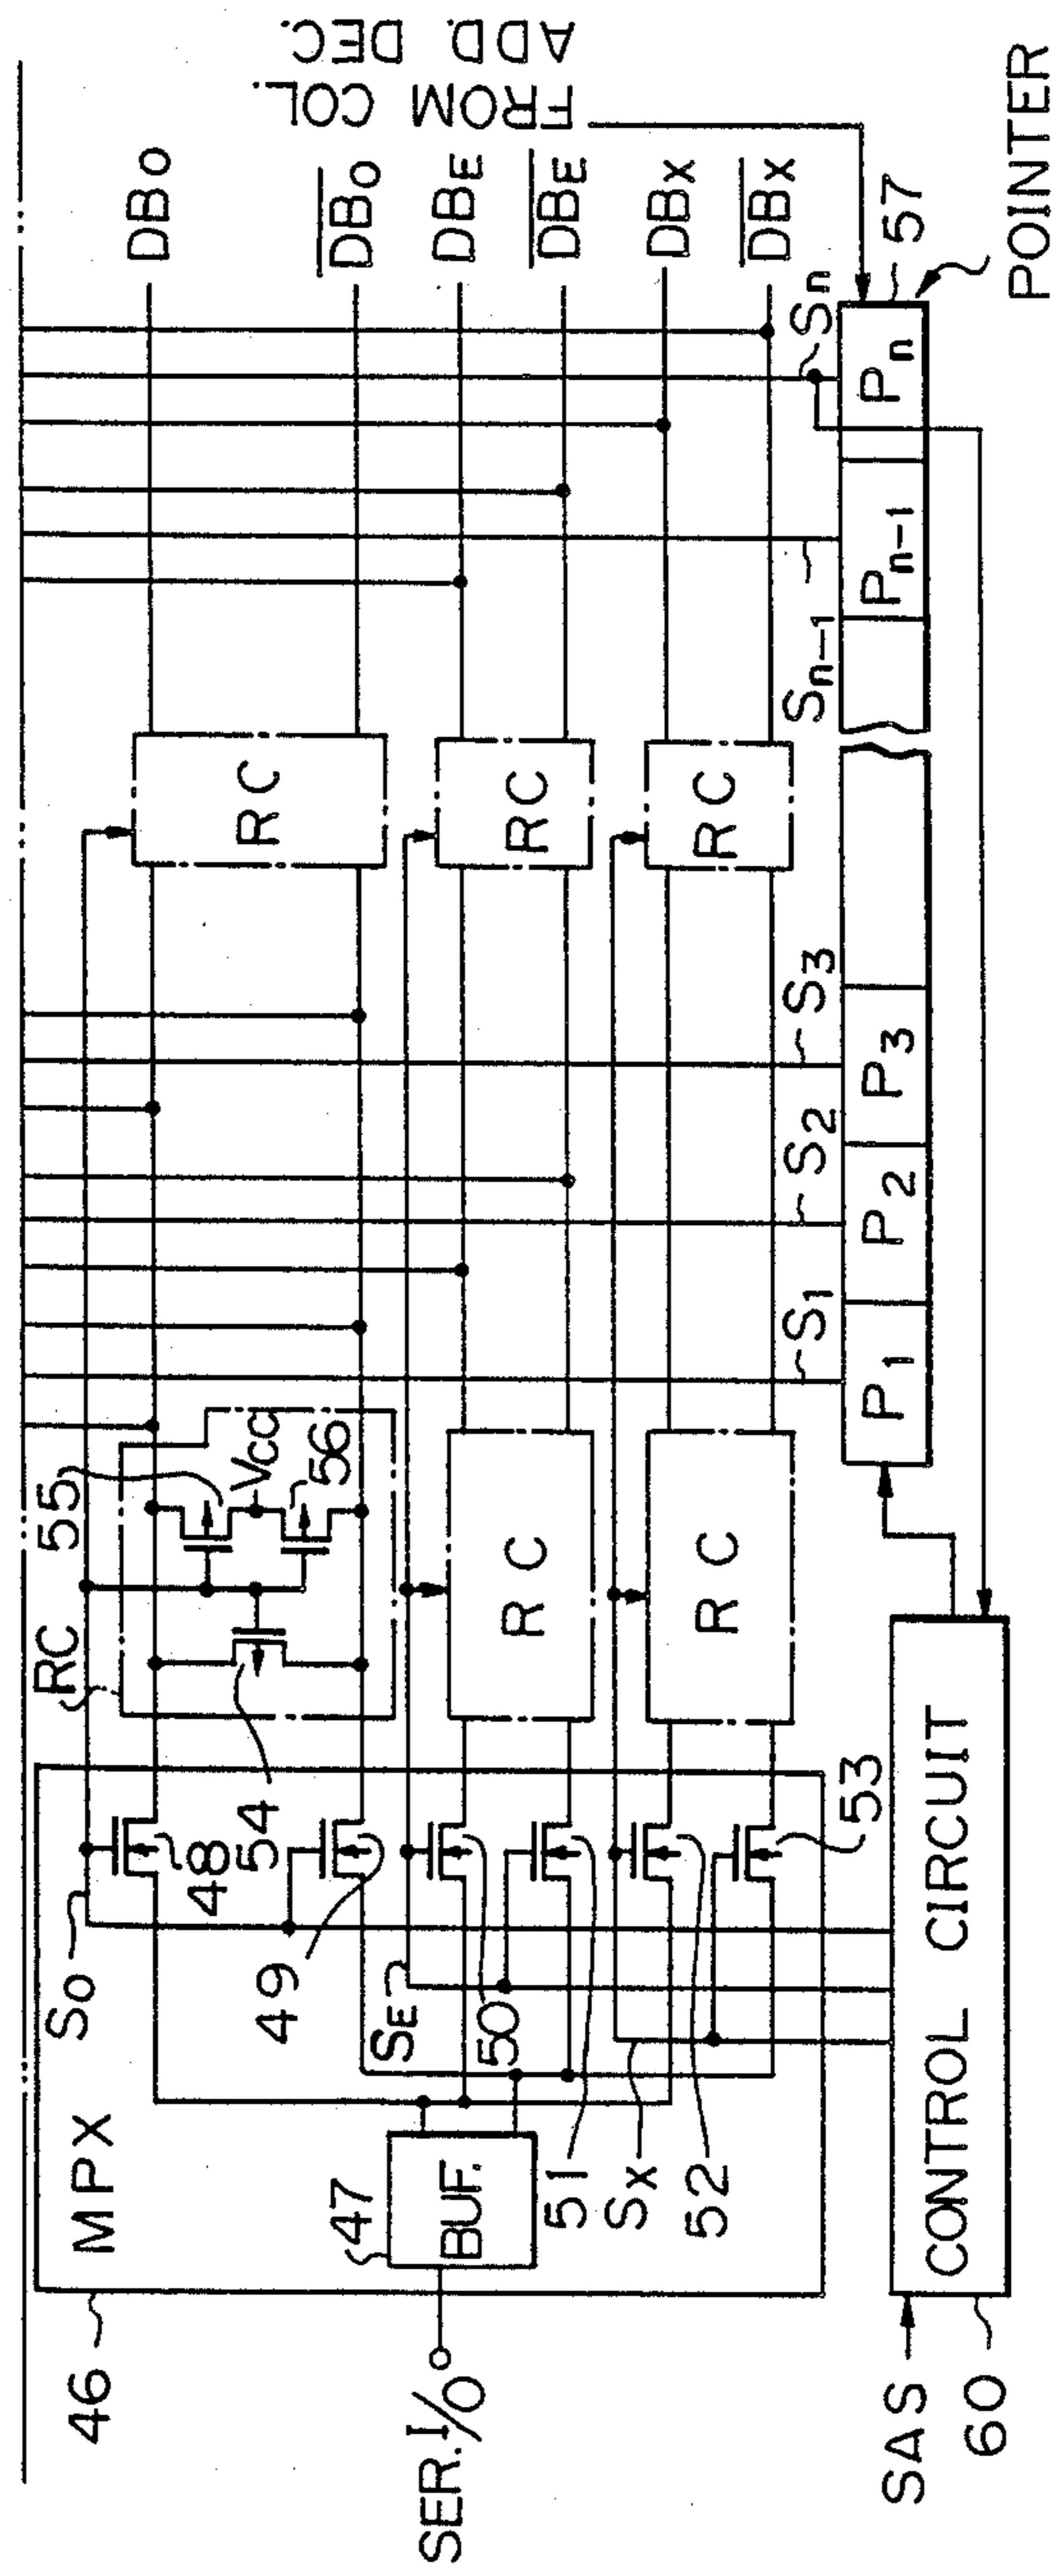 FROM COL.
ADD. DEC.
DBO
DBO
DBE
DBE
DBX
DBX
Sn
57
POINTER
Pn
Pn-1
Sn-1
RC
RC
RC
S3
S2
S1
P3
P2
P1
55
VCC
56
RC
54
RC
RC
SO
48
49
SE
50
51
SX
52
53
MPX
46
47
BUF.
SER. I/O
CONTROL CIRCUIT
SAS
60